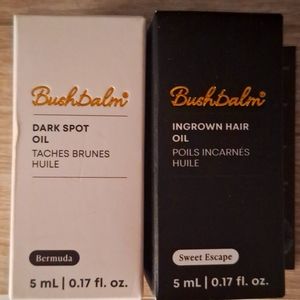 Bushbalm
DARK SPOT
OIL
TACHES BRUNES
HUILE
Bermuda
5 mL | 0.17 fl. oz.
Bushbalm
INGROWN HAIR
OIL
POILS INCARNÉS
HUILE
Sweet Escape
5 mL | 0.17 fl. oz.